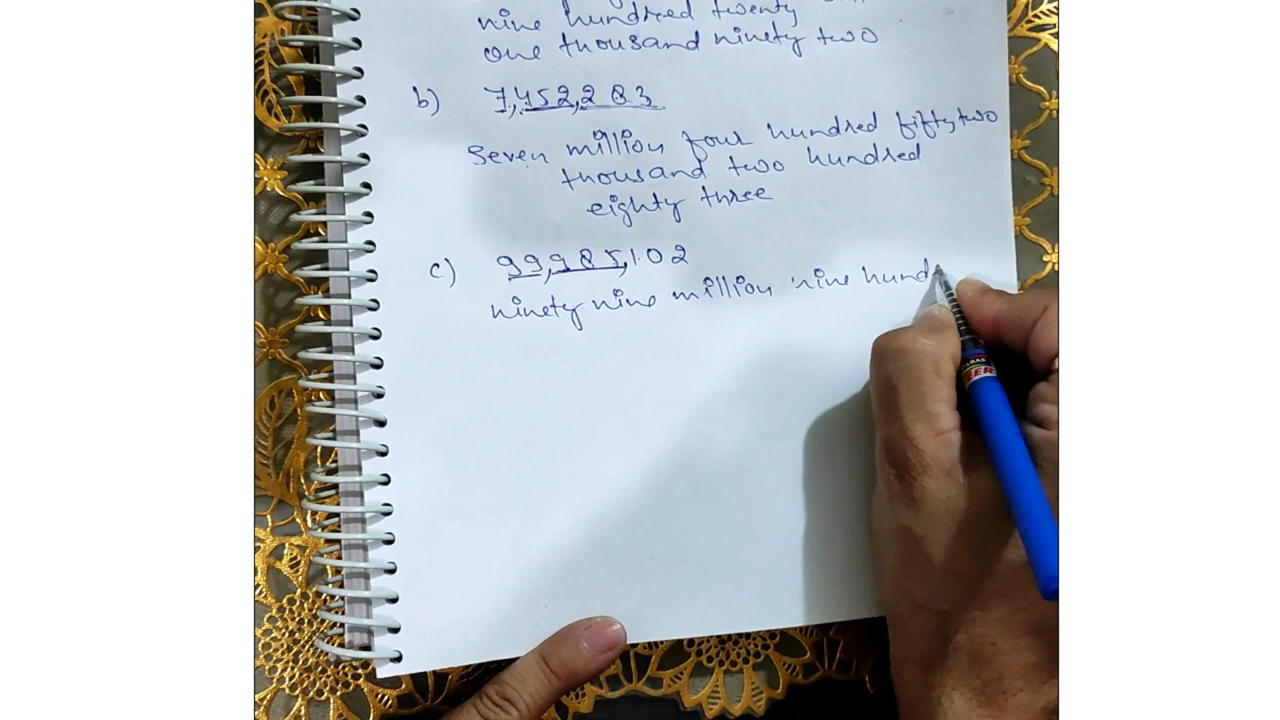 nine hundred twenty
one thousand ninety two
b) 7,452,283
Seven million four hundred fifty two
thousand two hundred
eighty three
c) 99,985,102
ninety nine million nine hund